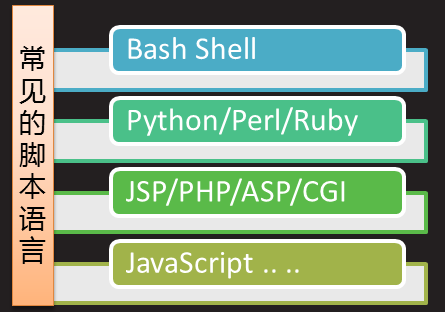 常见的脚本语言
Bash Shell
Python/Perl/Ruby
JSP/PHP/ASP/CGI
JavaScript .. ..